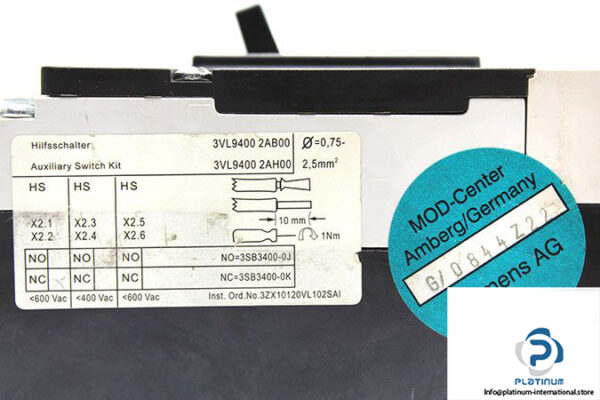 Hilfsschalter 3VL9400 2AB00 Ø=0,75-
Auxiliary Switch Kit 3VL9400 2AH00 2,5mm²
HS HS HS
X2.1 X2.3 X2.5
X2.2 X2.4 X2.6
10 mm
1Nm
NO NO NO NO=3SB3400-0J
NC NC NC NC=3SB3400-0K
<600 Vac <400 Vac <600 Vac Inst. Ord.No.3ZX10120VL102SAI
MOD-Center
Amberg/Germany
G/0844Z22
mens AG
PLATINUM
https://platinum-international.store